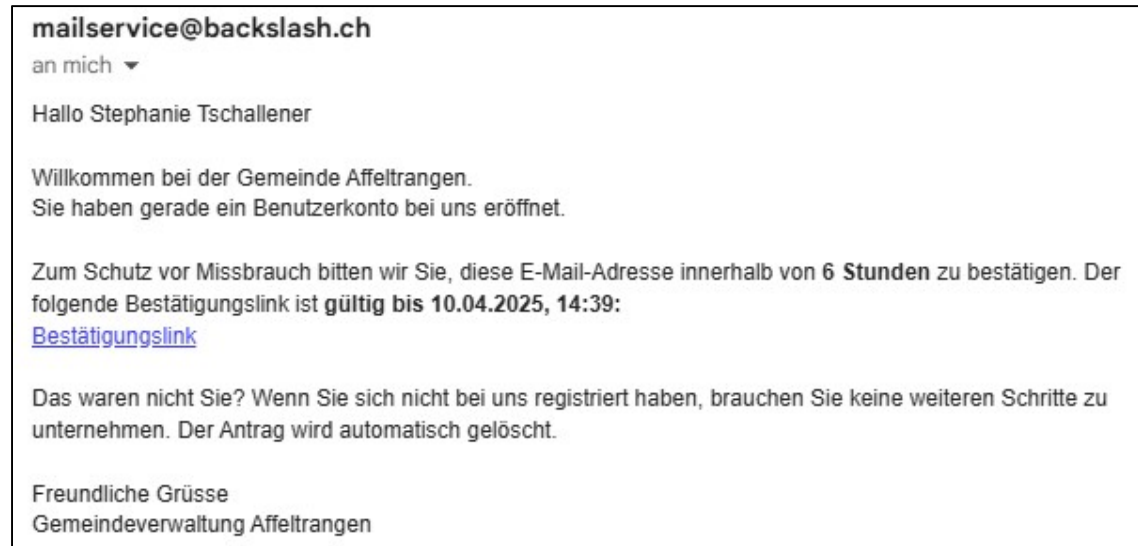 mailservice@backslash.ch
an mich
Hallo Stephanie Tschallener
Willkommen bei der Gemeinde Affeltrangen.
Sie haben gerade ein Benutzerkonto bei uns eröffnet.
Zum Schutz vor Missbrauch bitten wir Sie, diese E-Mail-Adresse innerhalb von 6 Stunden zu bestätigen. Der
folgende Bestätigungslink ist gültig bis 10.04.2025, 14:39:
Bestätigungslink
Das waren nicht Sie? Wenn Sie sich nicht bei uns registriert haben, brauchen Sie keine weiteren Schritte zu
unternehmen. Der Antrag wird automatisch gelöscht.
Freundliche Grüsse
Gemeindeverwaltung Affeltrangen